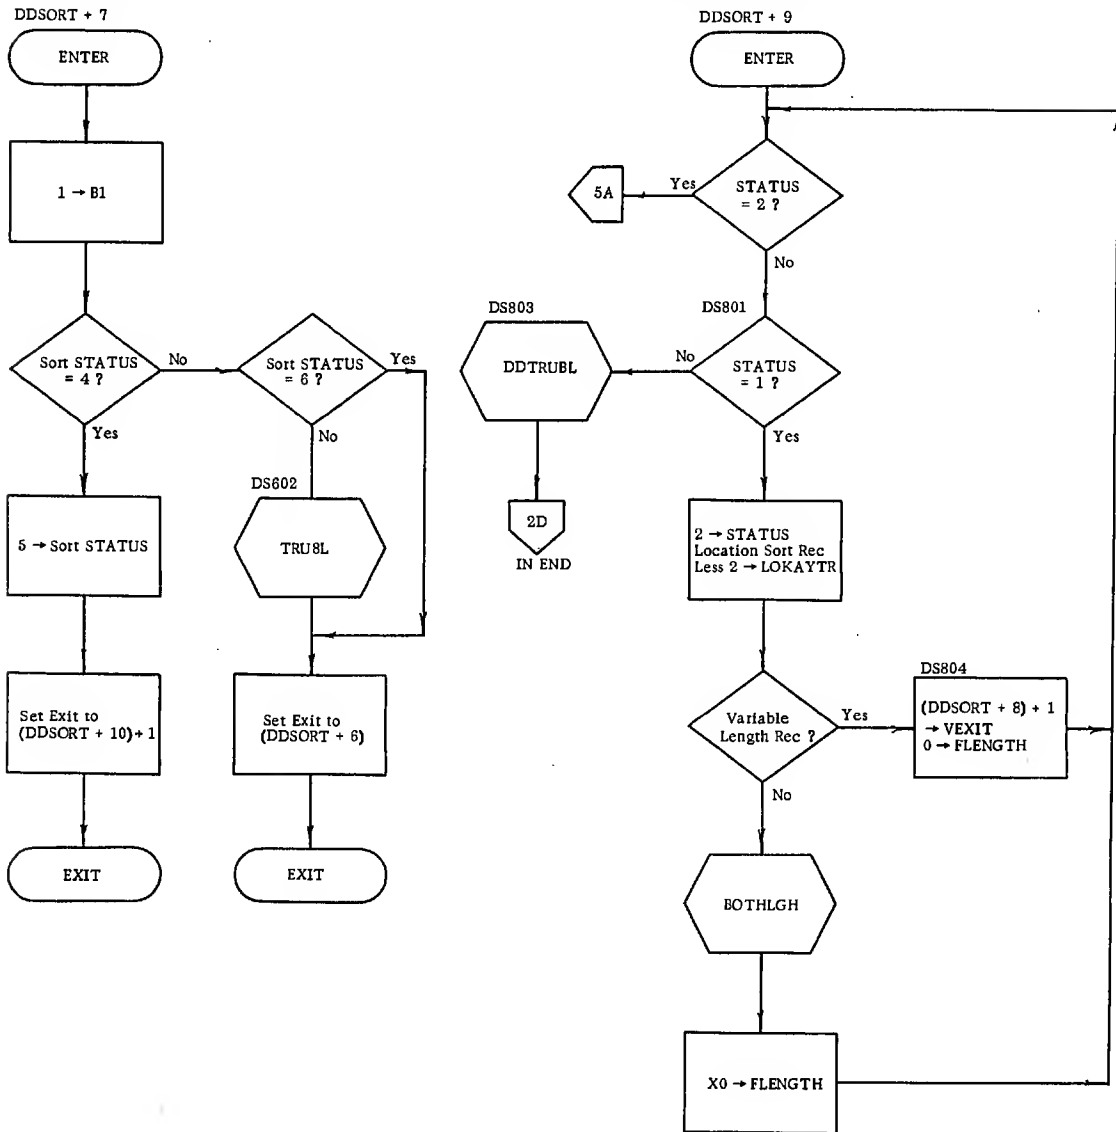 DDSORT + 7
ENTER
1 → B1
Sort STATUS
= 4 ?
No
Yes
Sort STATUS
= 6 ?
Yes
No
5 → Sort STATUS
DS602
TRU8L
Set Exit to
(DDSORT + 10) + 1
Set Exit to
(DDSORT + 6)
EXIT
EXIT
DDSORT + 9
ENTER
STATUS
= 2 ?
Yes
5A
No
DS801
STATUS
= 1 ?
No
DS803
DDTRUBL
2D
IN END
Yes
2 → STATUS
Location Sort Rec
Less 2 → LOKAYTR
Variable
Length Rec ?
Yes
DS804
(DDSORT + 8) + 1
→ VEXIT
0 → FLENGTH
No
BOTHLGH
X0 → FLENGTH